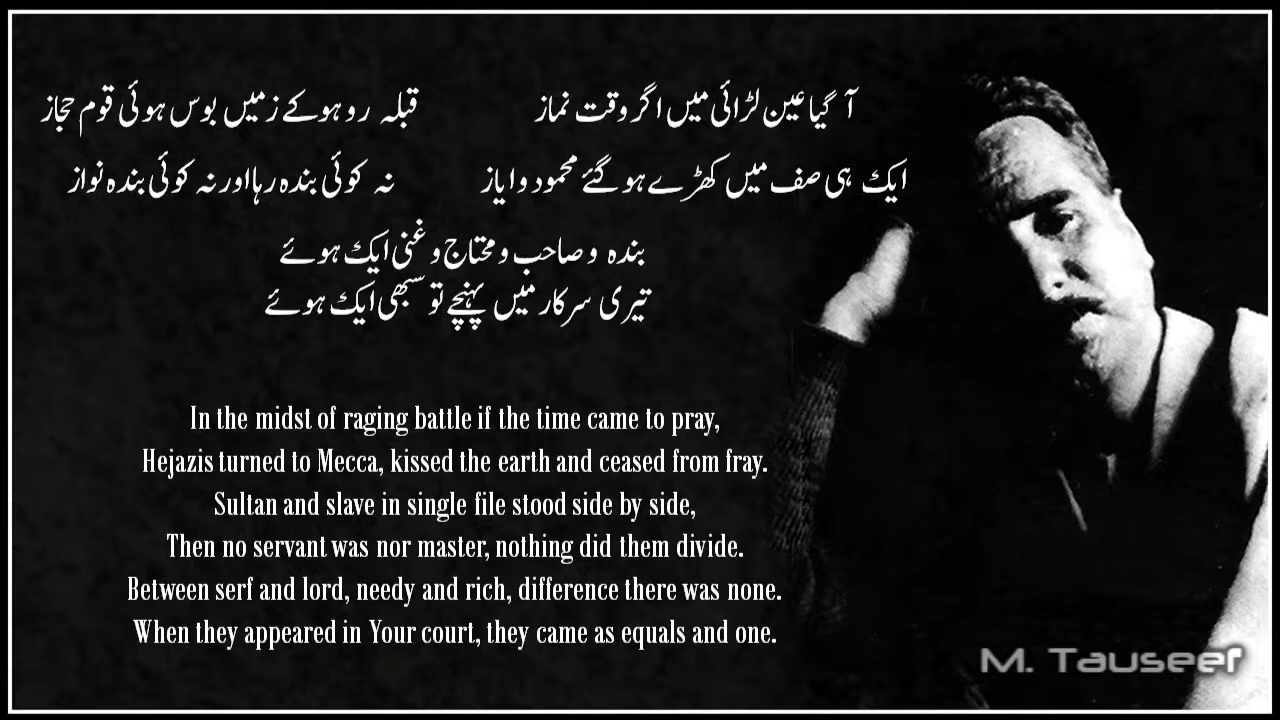 آ گیا عین لڑائی میں اگر وقت نماز قبلہ رو ہو کے زمیں بوس ہوئی قوم حجاز
ایک ہی صف میں کھڑے ہو گئے محمود و ایاز نہ کوئی بندہ رہا اور نہ کوئی بندہ نواز
بندہ و صاحب و محتاج و غنی ایک ہوئے
تیری سرکار میں پہنچے تو سبھی ایک ہوئے
In the midst of raging battle if the time came to pray,
Hejazis turned to Mecca, kissed the earth and ceased from fray.
Sultan and slave in single file stood side by side,
Then no servant was nor master, nothing did them divide.
Between serf and lord, needy and rich, difference there was none.
When they appeared in Your court, they came as equals and one.
M. Tauseef